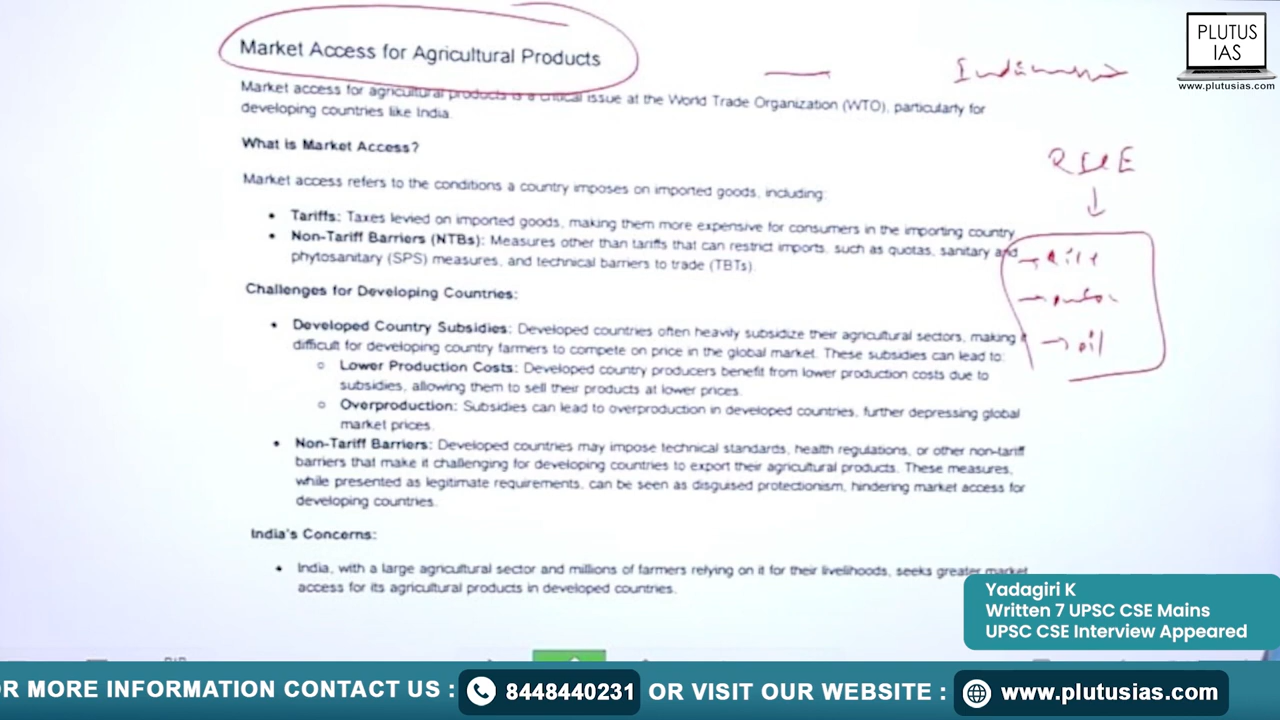 PLUTUS
IAS
www.plutusias.com
Market Access for Agricultural Products
Market access for agricultural products is a critical issue at the World Trade Organization (WTO), particularly for
developing countries like India.
What is Market Access?
Market access refers to the conditions a country imposes on imported goods, including:
• Tariffs: Taxes levied on imported goods, making them more expensive for consumers in the importing country
• Non-Tariff Barriers (NTBs): Measures other than tariffs that can restrict imports, such as quotas, sanitary and
phytosanitary (SPS) measures, and technical barriers to trade (TBTs).
Challenges for Developing Countries:
• Developed Country Subsidies: Developed countries often heavily subsidize their agricultural sectors, making it
difficult for developing country farmers to compete on price in the global market. These subsidies can lead to:
o Lower Production Costs: Developed country producers benefit from lower production costs due to
subsidies, allowing them to sell their products at lower prices.
o Overproduction: Subsidies can lead to overproduction in developed countries, further depressing global
market prices.
• Non-Tariff Barriers: Developed countries may impose technical standards, health regulations, or other non-tariff
barriers that make it challenging for developing countries to export their agricultural products. These measures,
while presented as legitimate requirements, can be seen as disguised protectionism, hindering market access for
developing countries.
India's Concerns:
• India, with a large agricultural sector and millions of farmers relying on it for their livelihoods, seeks greater market
access for its agricultural products in developed countries.
oil
Yadagiri K
Written 7 UPSC CSE Mains
UPSC CSE Interview Appeared
OR MORE INFORMATION CONTACT US : 8448440231 OR VISIT OUR WEBSITE : www.plutusias.com